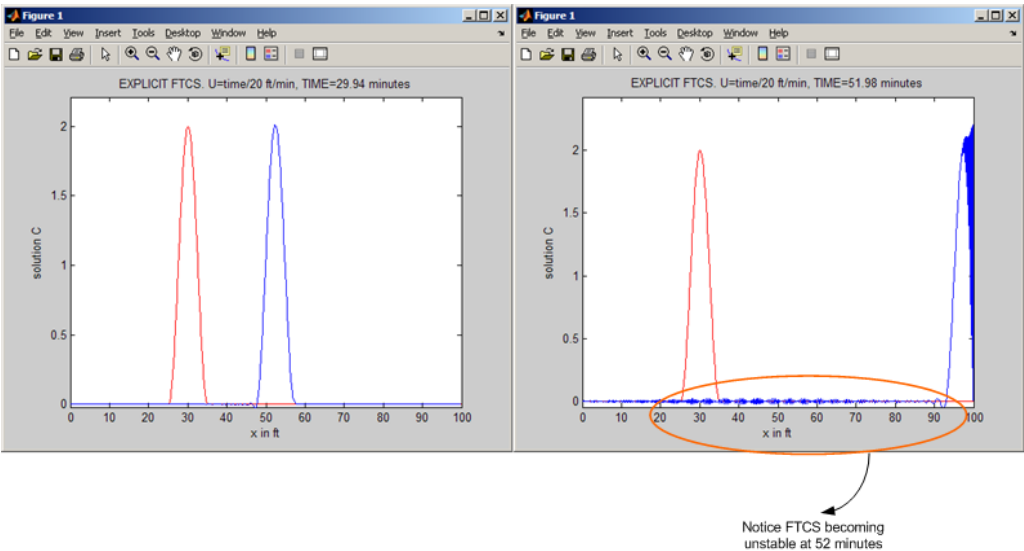 Figure 1
File Edit View Insert Tools Desktop Window Help
EXPLICIT FTCS. U=time/20 ft/min, TIME=29.94 minutes
solution C
2
1.5
1
0.5
0
0 10 20 30 40 50 60 70 80 90 100
x in ft
Figure 1
File Edit View Insert Tools Desktop Window Help
EXPLICIT FTCS. U=time/20 ft/min, TIME=51.98 minutes
solution C
2
1.5
1
0.5
0
0 10 20 30 40 50 60 70 80 90 100
x in ft
Notice FTCS becoming
unstable at 52 minutes